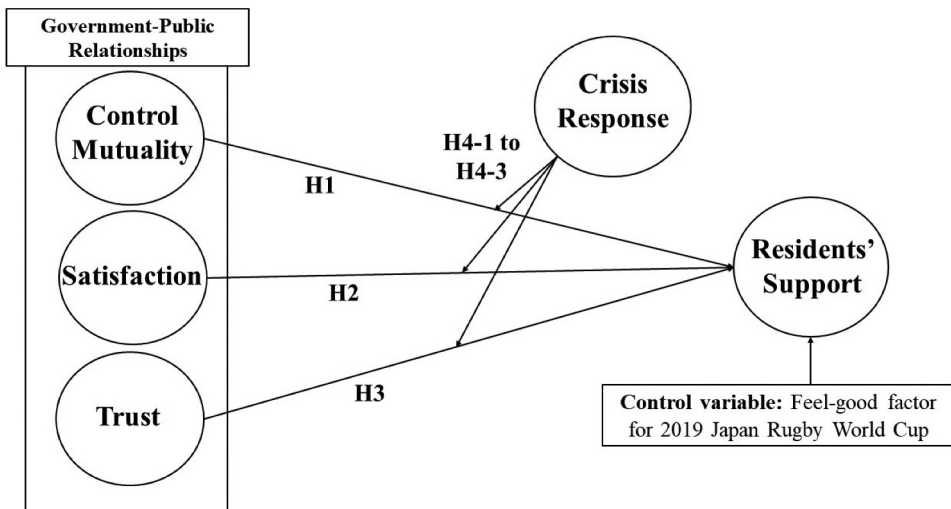 Government-Public
Relationships
Control
Mutuality
Satisfaction
Trust
H1
H2
H3
H4-1 to
H4-3
Crisis
Response
Residents’
Support
Control variable: Feel-good factor
for 2019 Japan Rugby World Cup